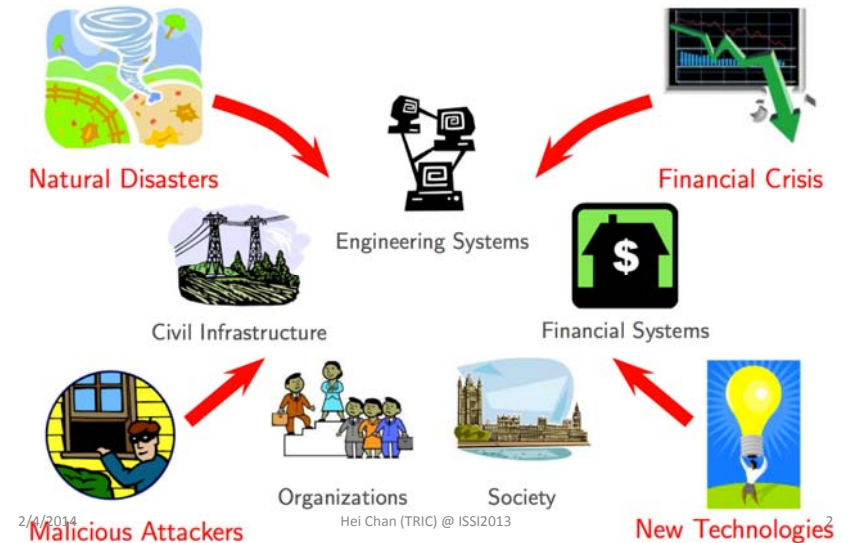 Natural Disasters
Financial Crisis
Engineering Systems
$
Civil Infrastructure
Financial Systems
Organizations
Society
2/4/2014
Malicious Attackers
Hei Chan (TRIC) @ ISSI2013
New Technologies
2